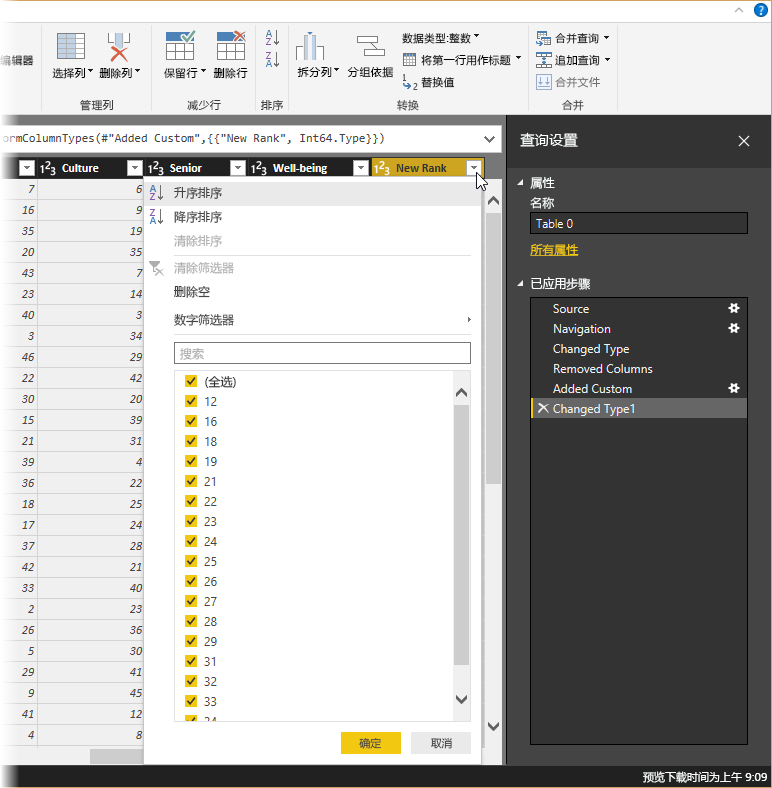 编辑器
选择列 删除列
管理列
保留行 删除行
减少行
排序
拆分列 分组依据
数据类型:整数
将第一行用作标题
替换值
转换
合并查询
追加查询
合并文件
合并
ormColumnTypes(#"Added Custom",{{"New Rank", Int64.Type}})
Culture Senior Well-being New Rank
7 6
16 9
35 19
20 35
43 7
23 14
40 3
3 34
46 29
22 42
30 20
15 39
21 31
39 4
36 22
18 25
17 24
37 28
42 21
33 40
2 23
26 36
5 30
29 41
9 45
41 12
4 8
升序排序
降序排序
清除排序
清除筛选器
删除空
数字筛选器
搜索
(全选)
12
16
18
19
21
22
23
24
25
26
27
28
29
31
32
33
34
确定 取消
查询设置
属性
名称
Table 0
所有属性
已应用步骤
Source
Navigation
Changed Type
Removed Columns
Added Custom
Changed Type1
预览下载时间为上午 9:09